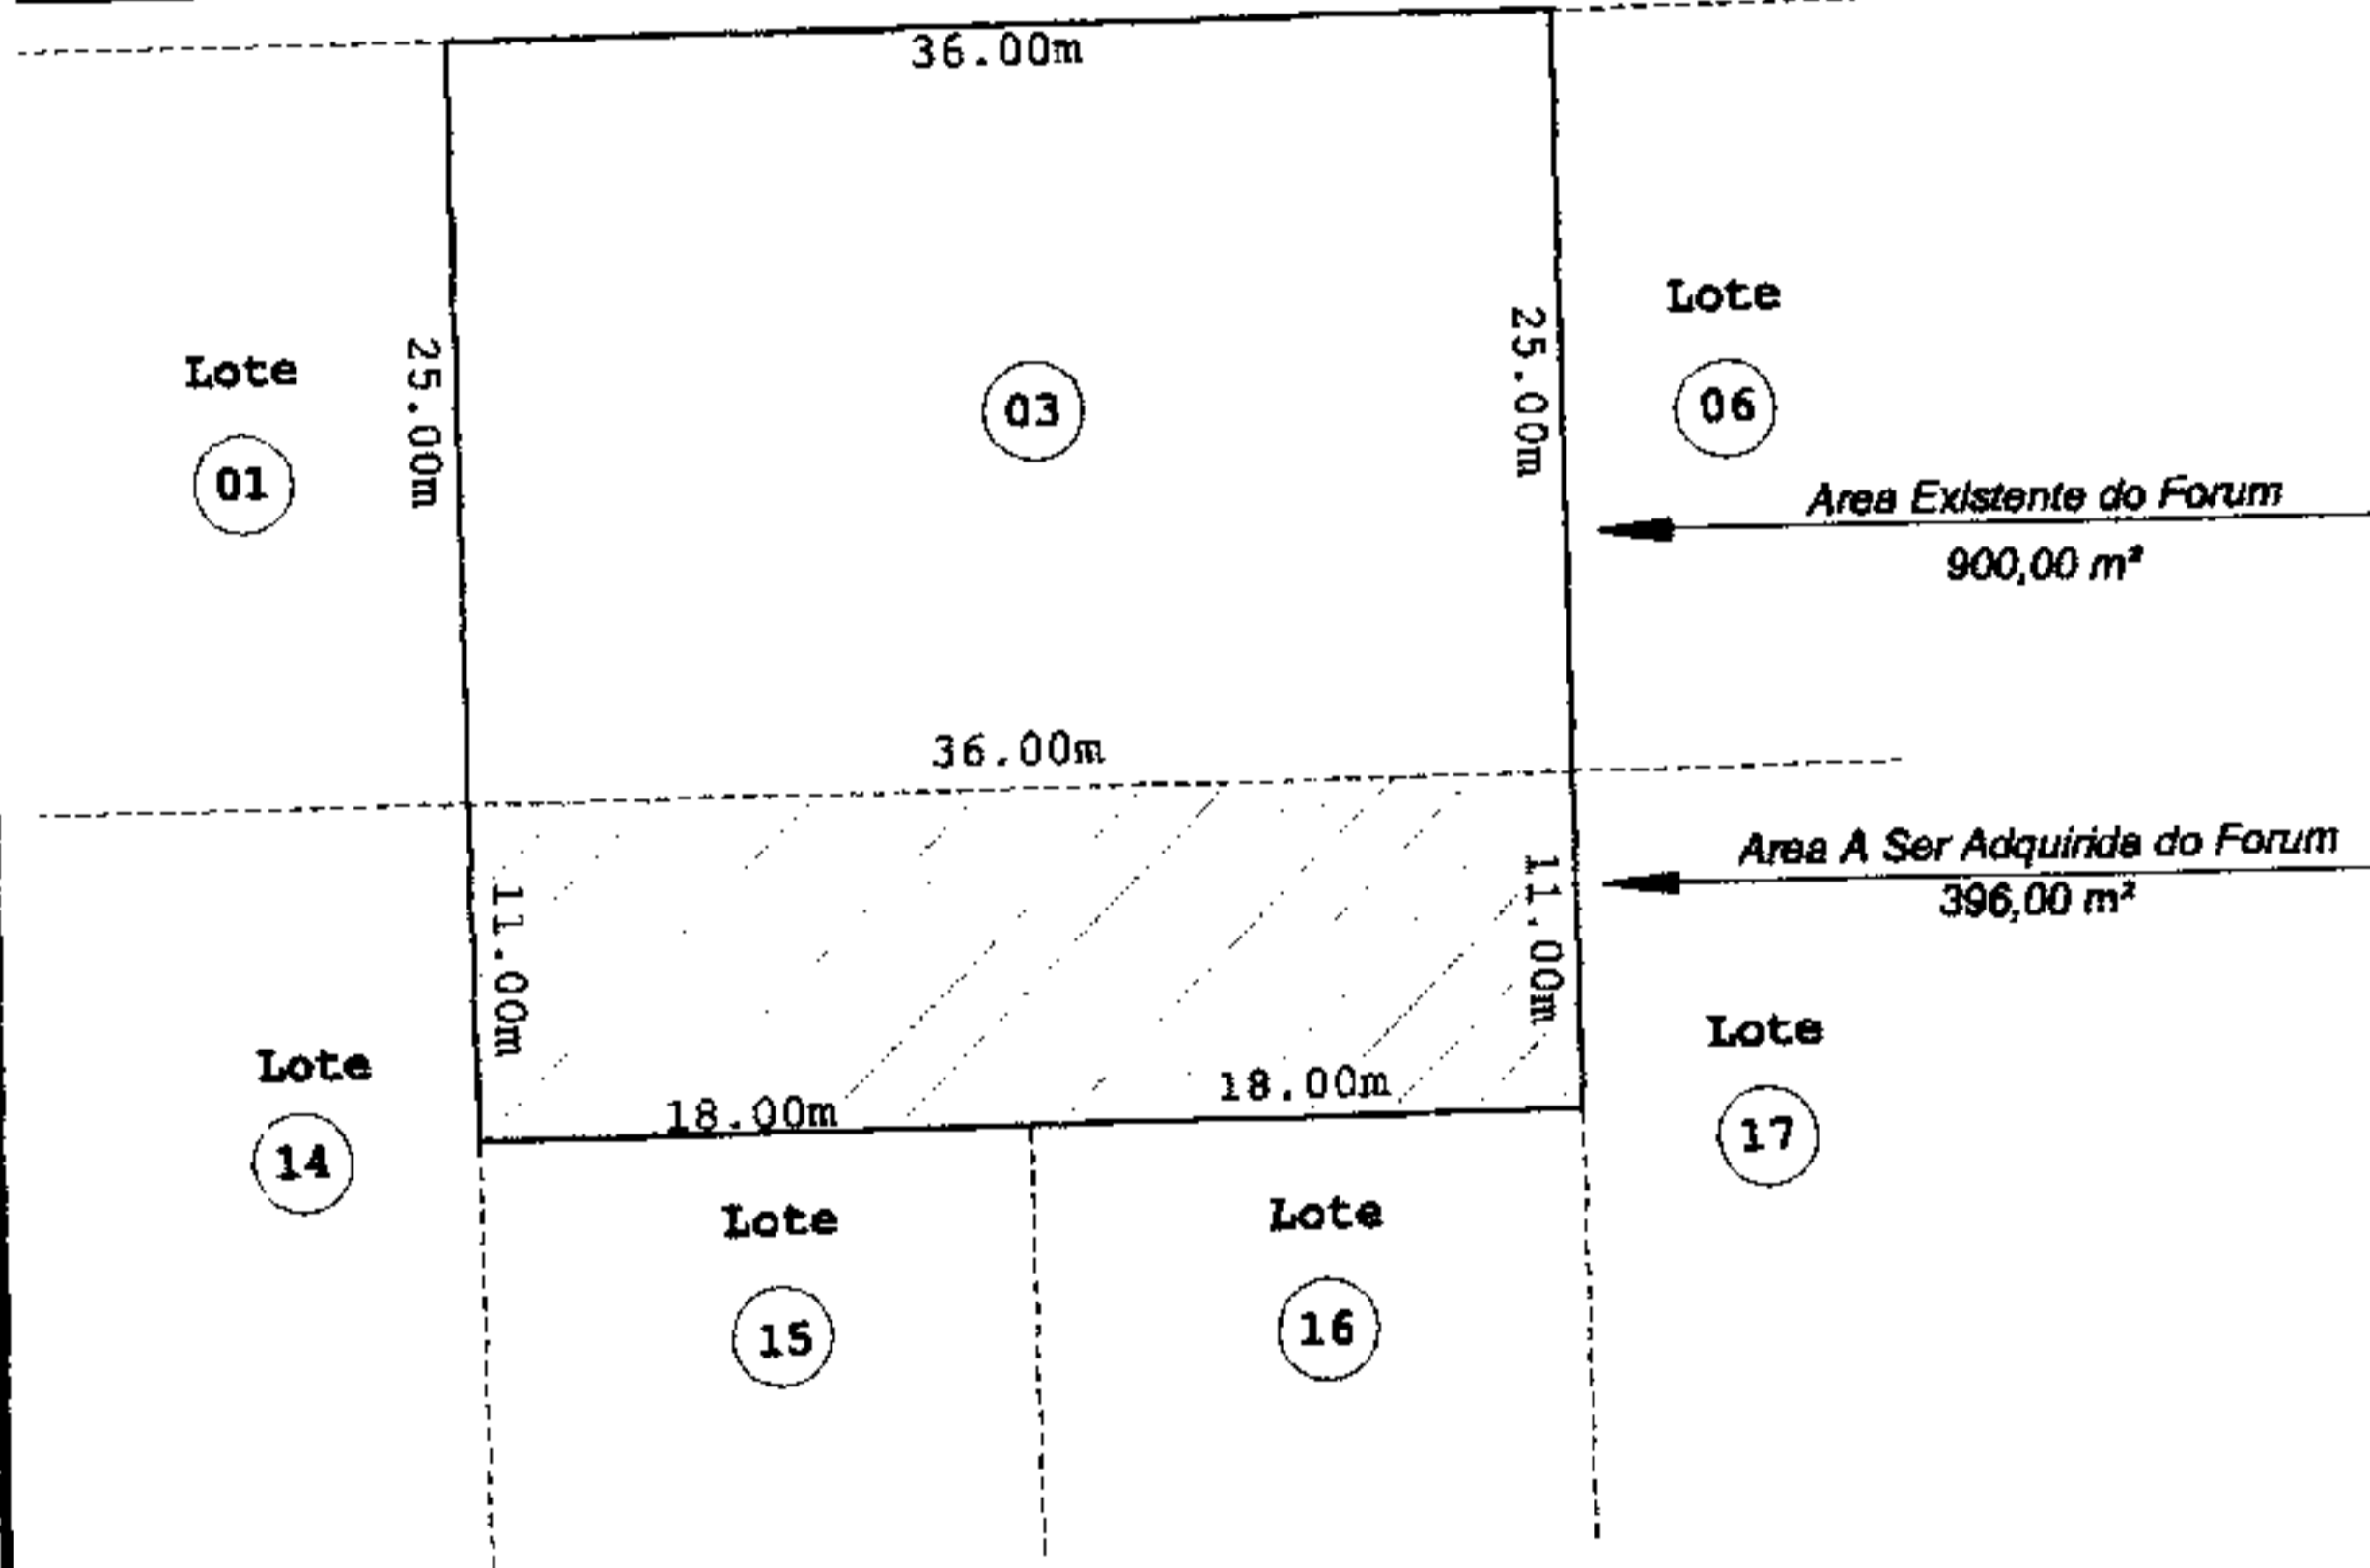 36.00m
Lote
01
25.00m
03
25.00m
Lote
06
Area Existente do Forum
900,00 m²
36.00m
Area A Ser Adquirida do Forum
396,00 m²
11.00m
11.00m
Lote
14
18.00m
18.00m
Lote
17
Lote
15
Lote
16